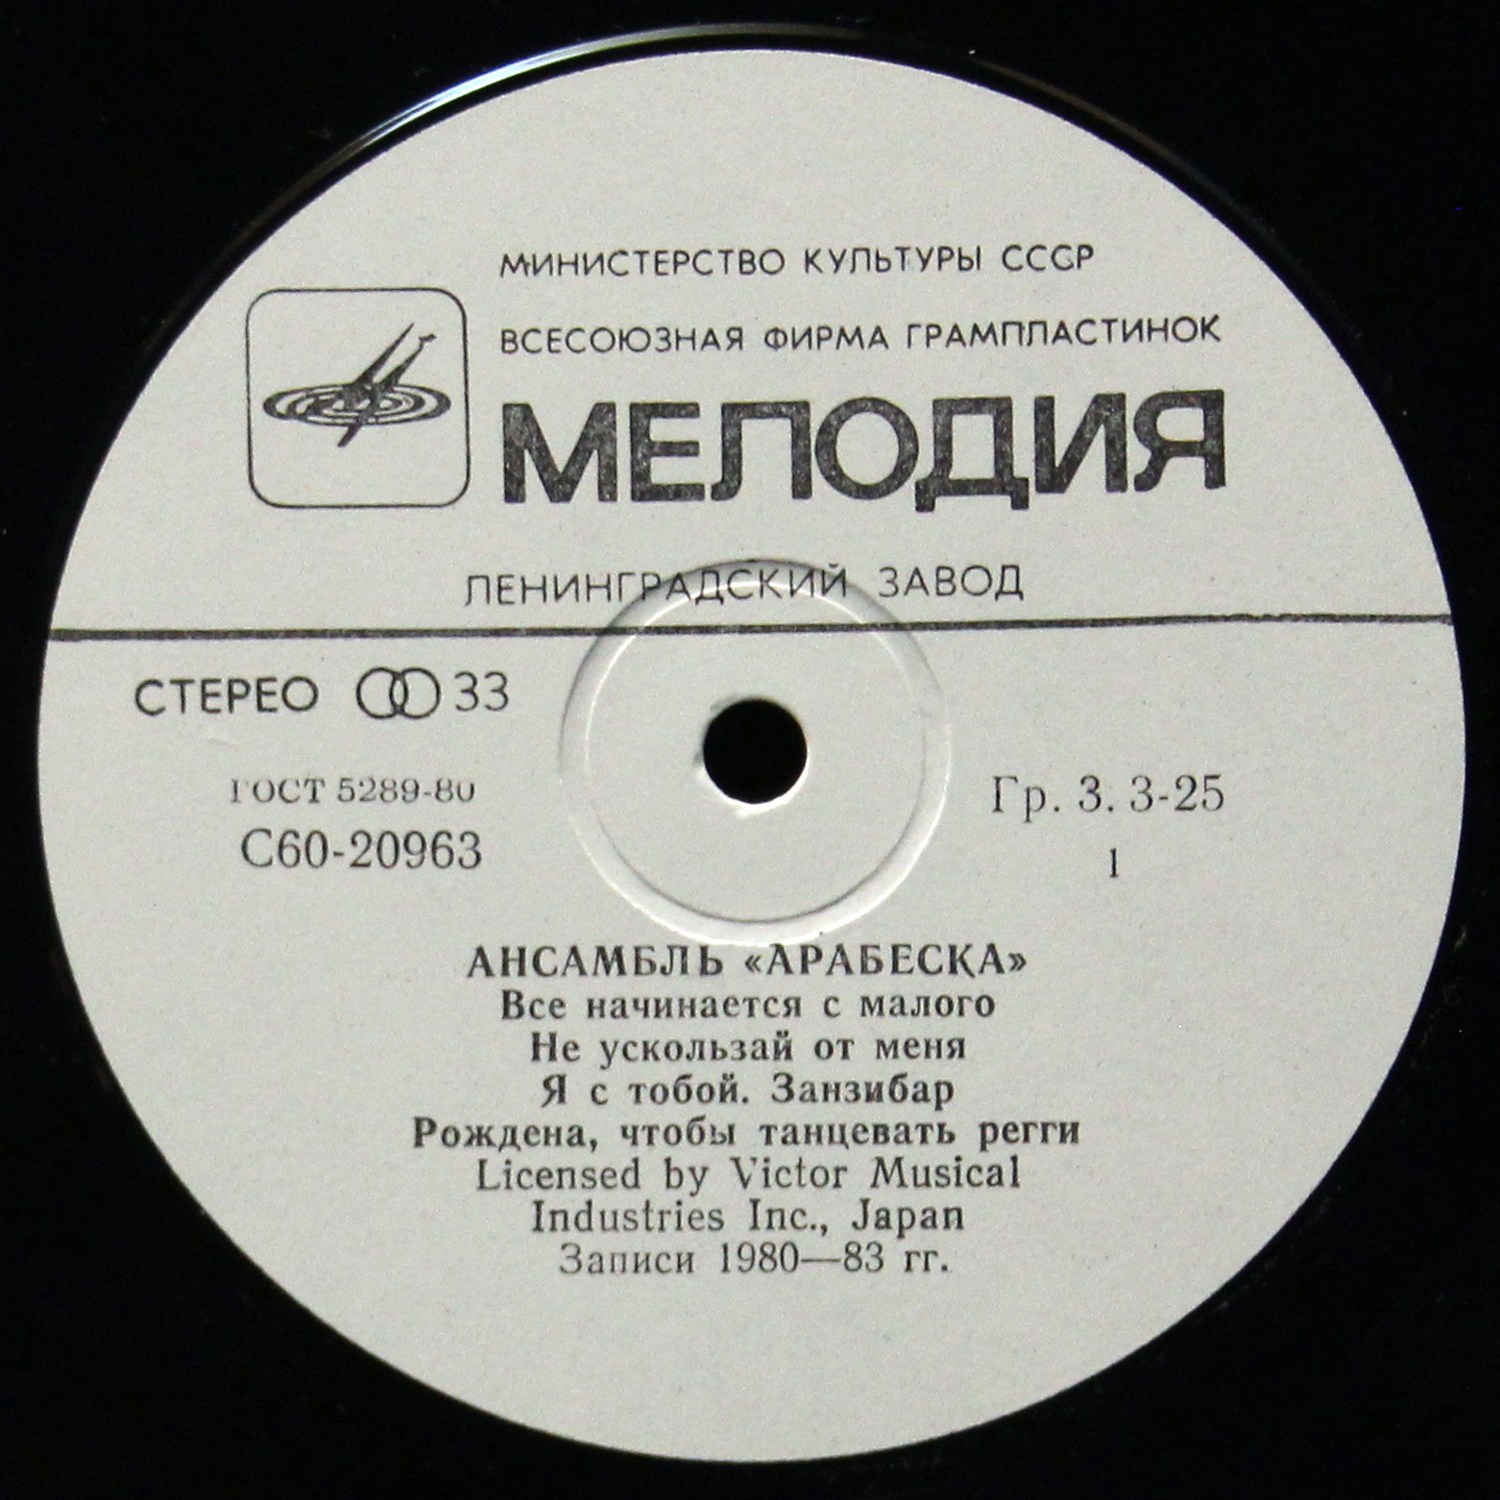 МИНИСТЕРСТВО КУЛЬТУРЫ СССР
ВСЕСОЮЗНАЯ ФИРМА ГРАМПЛАСТИНОК
МЕЛОДИЯ
ЛЕНИНГРАДСКИЙ ЗАВОД
СТЕРЕО 33
ГОСТ 5289-80
С60-20963
Гр. 3. 3-25
1
АНСАМБЛЬ «АРАБЕСКА»
Все начинается с малого
Не ускользай от меня
Я с тобой. Занзибар
Рождена, чтобы танцевать регги
Licensed by Victor Musical
Industries Inc., Japan
Записи 1980—83 гг.